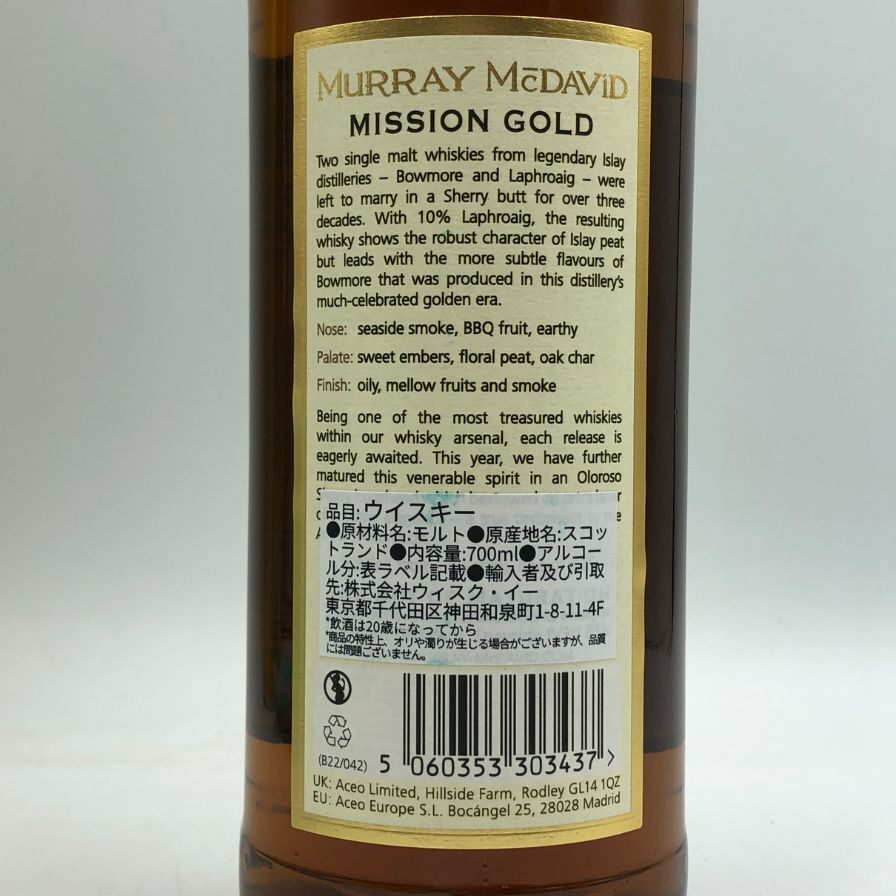 MURRAY McDAVID
MISSION GOLD
Two single malt whiskies from legendary Islay
distilleries – Bowmore and Laphroaig – were
left to marry in a Sherry butt for over three
decades. With 10% Laphroaig, the resulting
whisky shows the robust character of Islay peat
but leads with the more subtle flavours of
Bowmore that was produced in this distillery's
much-celebrated golden era.
Nose: seaside smoke, BBQ fruit, earthy
Palate: sweet embers, floral peat, oak char
Finish: oily, mellow fruits and smoke
Being one of the most treasured whiskies
within our whisky arsenal, each release is
eagerly awaited. This year, we have further
matured this venerable spirit in an Oloroso
品目:ウイスキー
●原材料名:モルト●原産地名:スコッ
トランド●内容量:700ml●アルコー
ル分:表ラベル記載●輸入者及び引取
先:株式会社ウィスク・イー
東京都千代田区神田和泉町1-8-11-4F
*飲酒は20歳になってから
*商品の特性上、オリや濁りが生じる場合がございますが、品質
には問題ございません。
(B22/042) 5 060353 303437 >
UK: Aceo Limited, Hillside Farm, Rodley GL14 1QZ
EU: Aceo Europe S.L. Bocángel 25, 28028 Madrid